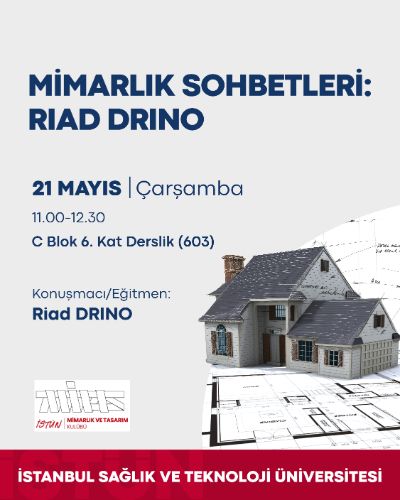 MİMARLIK SOHBETLERİ:
RIAD DRINO
21 MAYIS | Çarşamba
11.00-12.30
C Blok 6. Kat Derslik (603)
Konuşmacı/Eğitmen:
Riad DRINO
İSTÜN
MİMARLIK VE TASARIM
KULÜBÜ
İSTANBUL SAĞLIK VE TEKNOLOJİ ÜNİVERSİTESİ